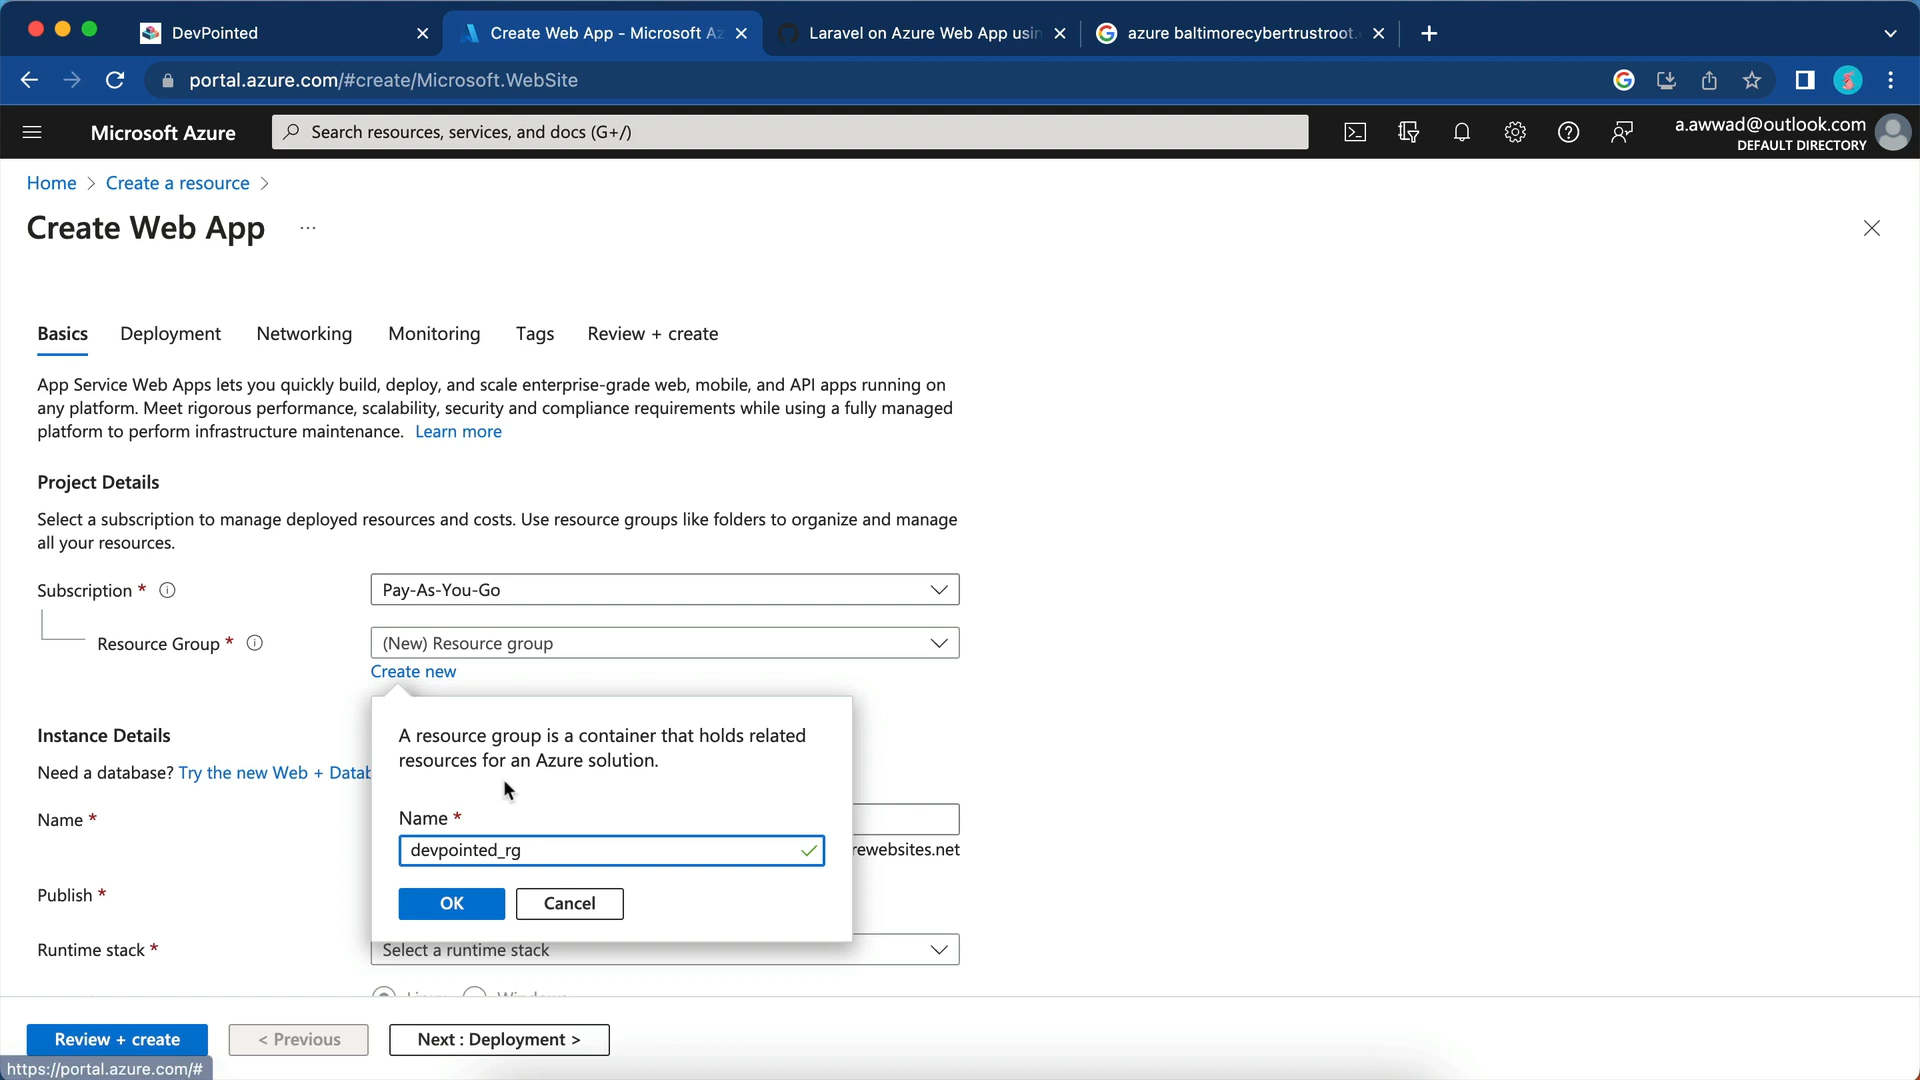 DevPointed
Create Web App - Microsoft Az
Laravel on Azure Web App usin
azure baltimorecybertrustroot.
portal.azure.com/#create/Microsoft.WebSite
Microsoft Azure
Search resources, services, and docs (G+/)
a.awwad@outlook.com
DEFAULT DIRECTORY
Home > Create a resource >
Create Web App ...
Basics Deployment Networking Monitoring Tags Review + create
App Service Web Apps lets you quickly build, deploy, and scale enterprise-grade web, mobile, and API apps running on
any platform. Meet rigorous performance, scalability, security and compliance requirements while using a fully managed
platform to perform infrastructure maintenance. Learn more
Project Details
Select a subscription to manage deployed resources and costs. Use resource groups like folders to organize and manage
all your resources.
Subscription *
Pay-As-You-Go
Resource Group *
(New) Resource group
Create new
A resource group is a container that holds related
resources for an Azure solution.
Name *
devpointed_rg
OK
Cancel
Instance Details
Need a database? Try the new Web + Datab
Name *
rewebsites.net
Publish *
Runtime stack *
Select a runtime stack
Review + create
< Previous
Next : Deployment >
https://portal.azure.com/#